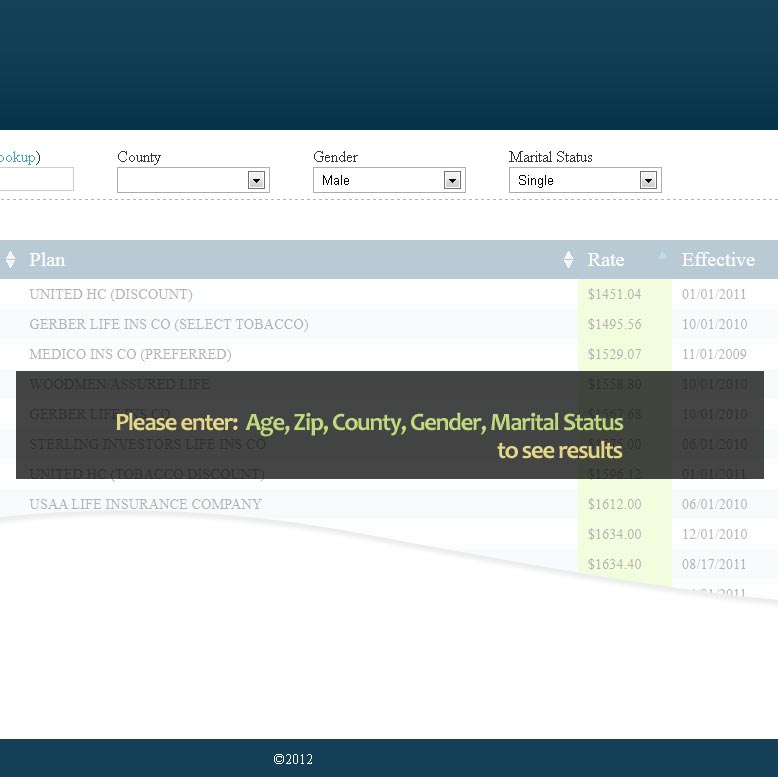 ookup) County Gender Marital Status
Male Single
Plan Rate Effective
UNITED HC (DISCOUNT) $1451.04 01/01/2011
GERBER LIFE INS CO (SELECT TOBACCO) $1495.56 10/01/2010
MEDICO INS CO (PREFERRED) $1529.07 11/01/2009
WOODMEN/ASSURED LIFE $1558.80 10/01/2010
GERBER LIFE INS CO 10/01/2010
Please enter: Age, Zip, County, Gender, Marital Status
to see results
STERLING INVESTORS LIFE INS CO 06/01/2010
UNITED HC (TOBACCO DISCOUNT) $1596.12 01/01/2011
USAA LIFE INSURANCE COMPANY $1612.00 06/01/2010
$1634.00 12/01/2010
$1634.40 08/17/2011
©2012